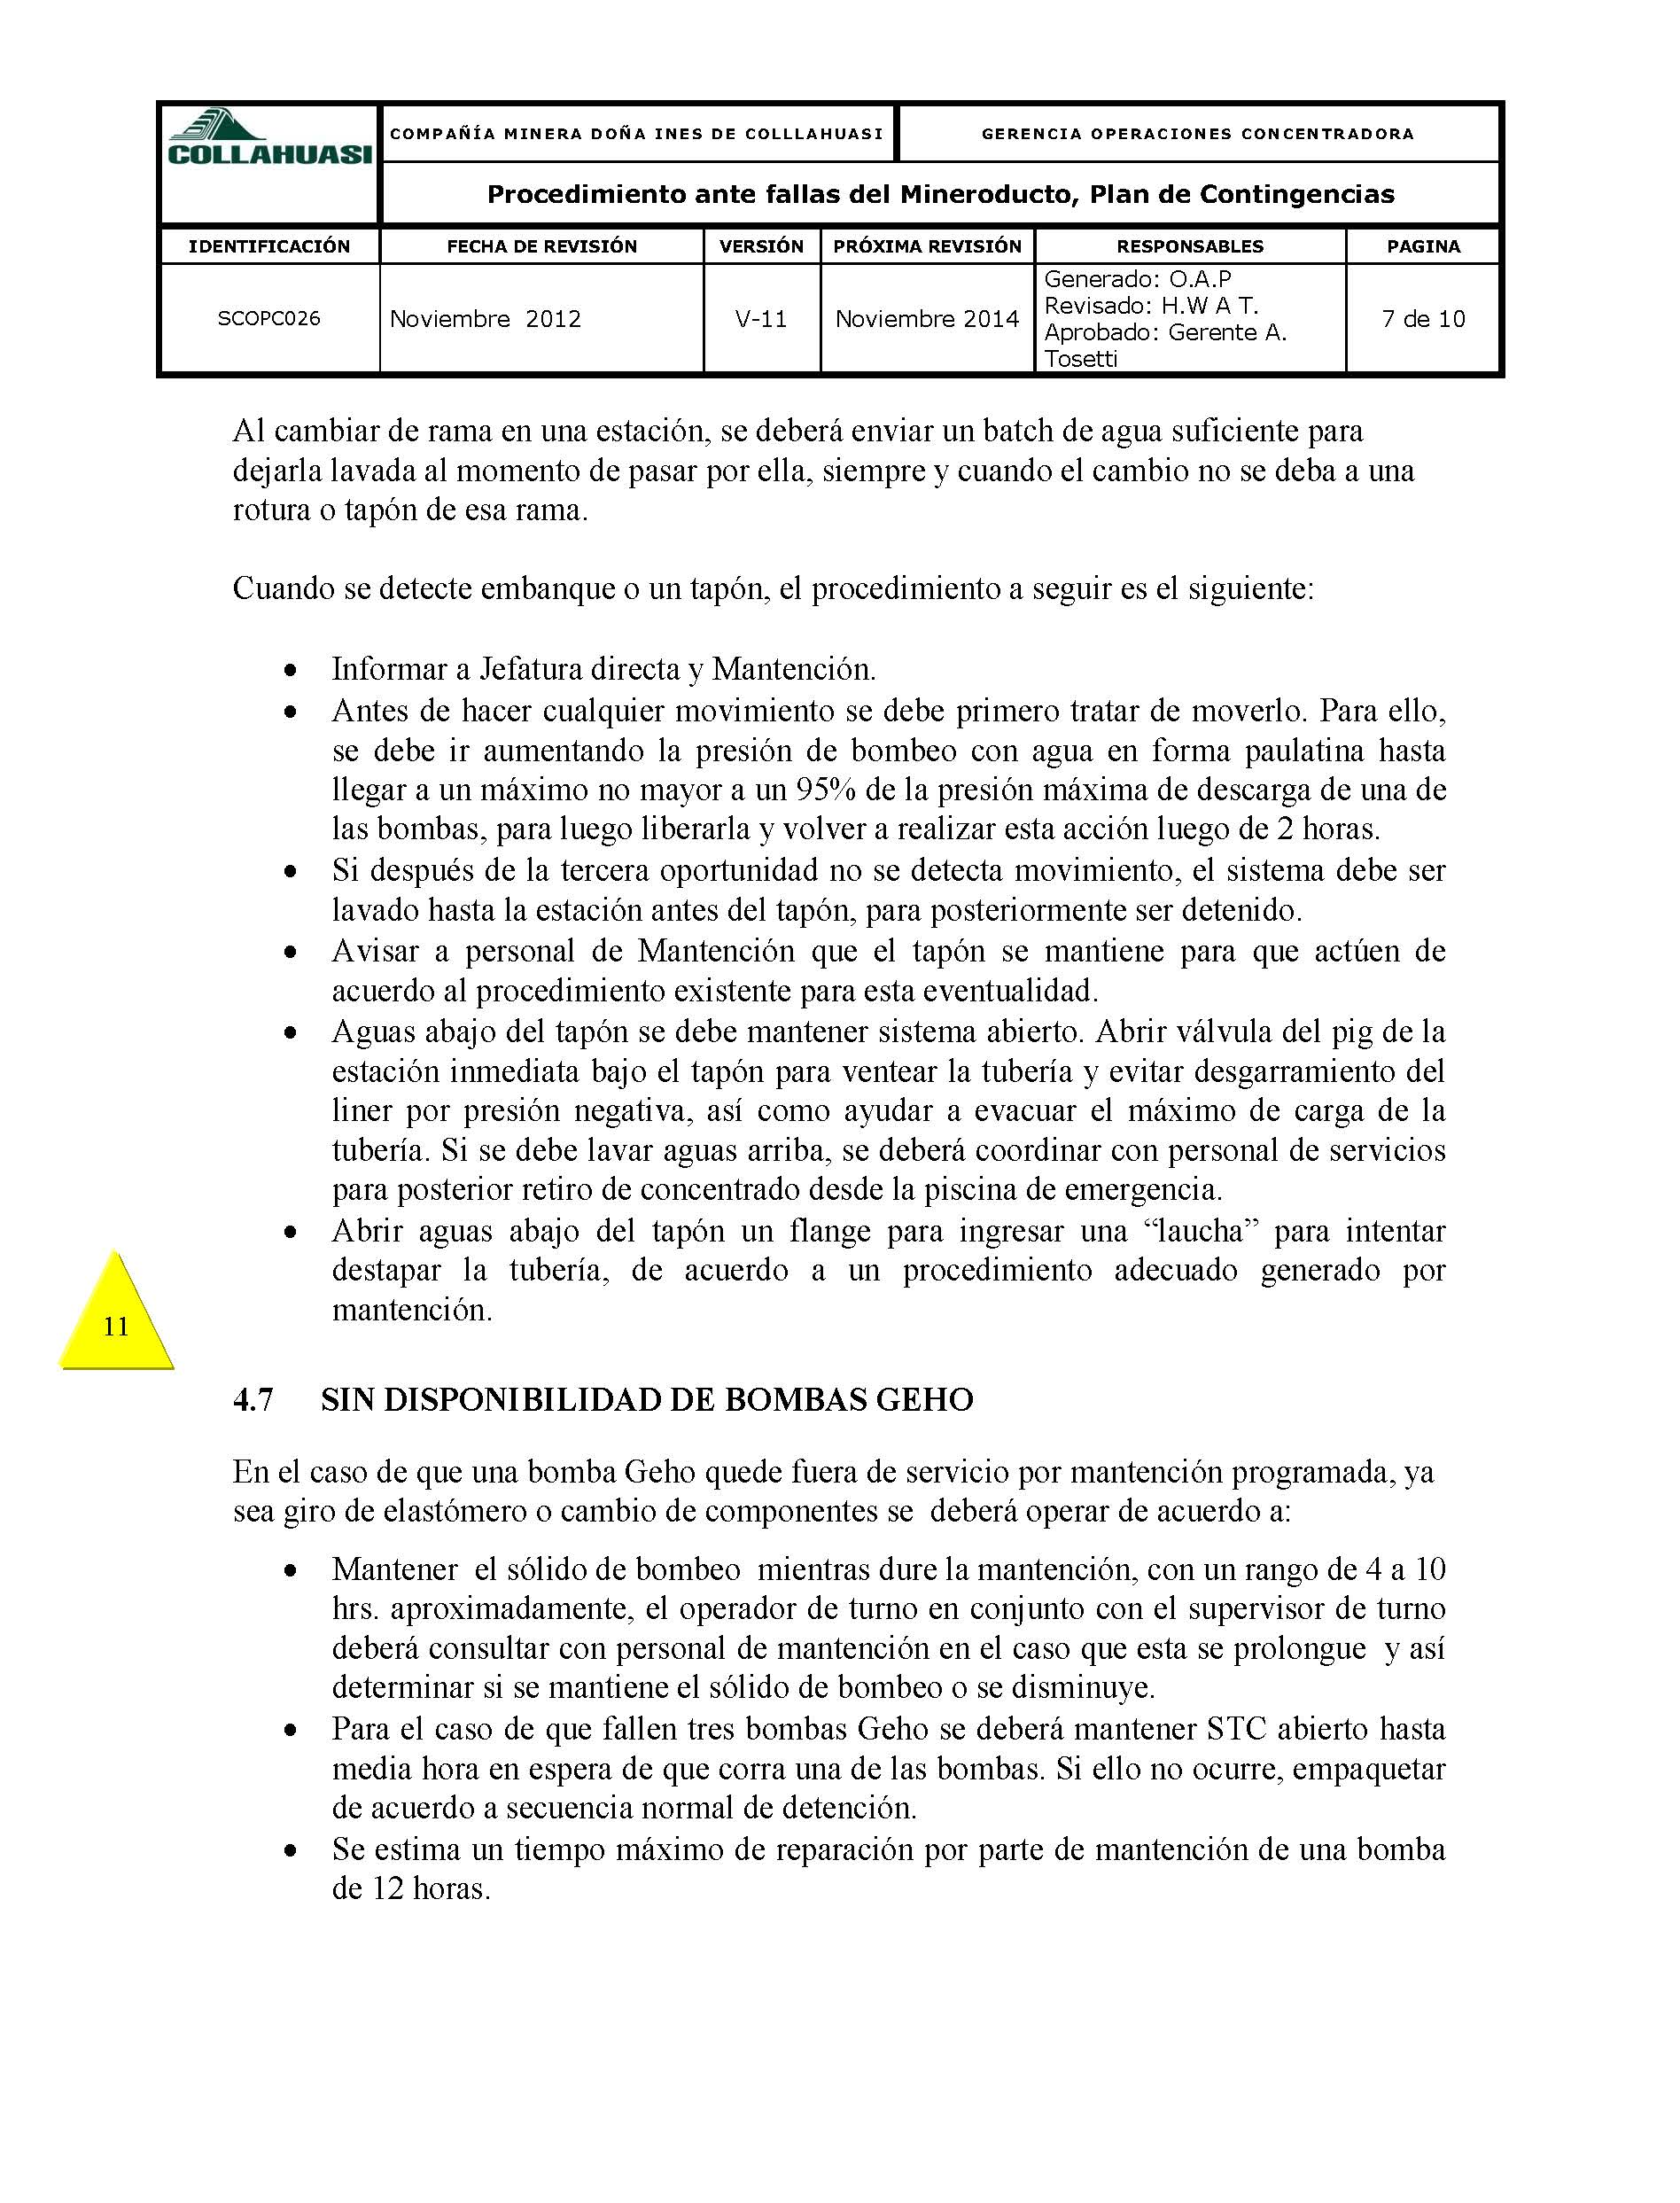 COLLAHUASI
COMPAÑÍA MINERA DOÑA INES DE COLLLAHUASI
GERENCIA OPERACIONES CONCENTRADORA
Procedimiento ante fallas del Mineroducto, Plan de Contingencias
IDENTIFICACIÓN FECHA DE REVISIÓN VERSIÓN PRÓXIMA REVISIÓN RESPONSABLES PAGINA
SCOPC026 Noviembre 2012 V-11 Noviembre 2014
Generado: O.A.P
Revisado: H.W A T.
Aprobado: Gerente A.
Tosetti
7 de 10
Al cambiar de rama en una estación, se deberá enviar un batch de agua suficiente para
dejarla lavada al momento de pasar por ella, siempre y cuando el cambio no se deba a una
rotura o tapón de esa rama.
Cuando se detecte embanque o un tapón, el procedimiento a seguir es el siguiente:
• Informar a Jefatura directa y Mantención.
• Antes de hacer cualquier movimiento se debe primero tratar de moverlo. Para ello,
se debe ir aumentando la presión de bombeo con agua en forma paulatina hasta
llegar a un máximo no mayor a un 95% de la presión máxima de descarga de una de
las bombas, para luego liberarla y volver a realizar esta acción luego de 2 horas.
• Si después de la tercera oportunidad no se detecta movimiento, el sistema debe ser
lavado hasta la estación antes del tapón, para posteriormente ser detenido.
• Avisar a personal de Mantención que el tapón se mantiene para que actúen de
acuerdo al procedimiento existente para esta eventualidad.
• Aguas abajo del tapón se debe mantener sistema abierto. Abrir válvula del pig de la
estación inmediata bajo el tapón para ventear la tubería y evitar desgarramiento del
liner por presión negativa, así como ayudar a evacuar el máximo de carga de la
tubería. Si se debe lavar aguas arriba, se deberá coordinar con personal de servicios
para posterior retiro de concentrado desde la piscina de emergencia.
• Abrir aguas abajo del tapón un flange para ingresar una “laucha” para intentar
destapar la tubería, de acuerdo a un procedimiento adecuado generado por
mantención.
11
4.7 SIN DISPONIBILIDAD DE BOMBAS GEHO
En el caso de que una bomba Geho quede fuera de servicio por mantención programada, ya
sea giro de elastómero o cambio de componentes se deberá operar de acuerdo a:
• Mantener el sólido de bombeo mientras dure la mantención, con un rango de 4 a 10
hrs. aproximadamente, el operador de turno en conjunto con el supervisor de turno
deberá consultar con personal de mantención en el caso que esta se prolongue y así
determinar si se mantiene el sólido de bombeo o se disminuye.
• Para el caso de que fallen tres bombas Geho se deberá mantener STC abierto hasta
media hora en espera de que corra una de las bombas. Si ello no ocurre, empaquetar
de acuerdo a secuencia normal de detención.
• Se estima un tiempo máximo de reparación por parte de mantención de una bomba
de 12 horas.